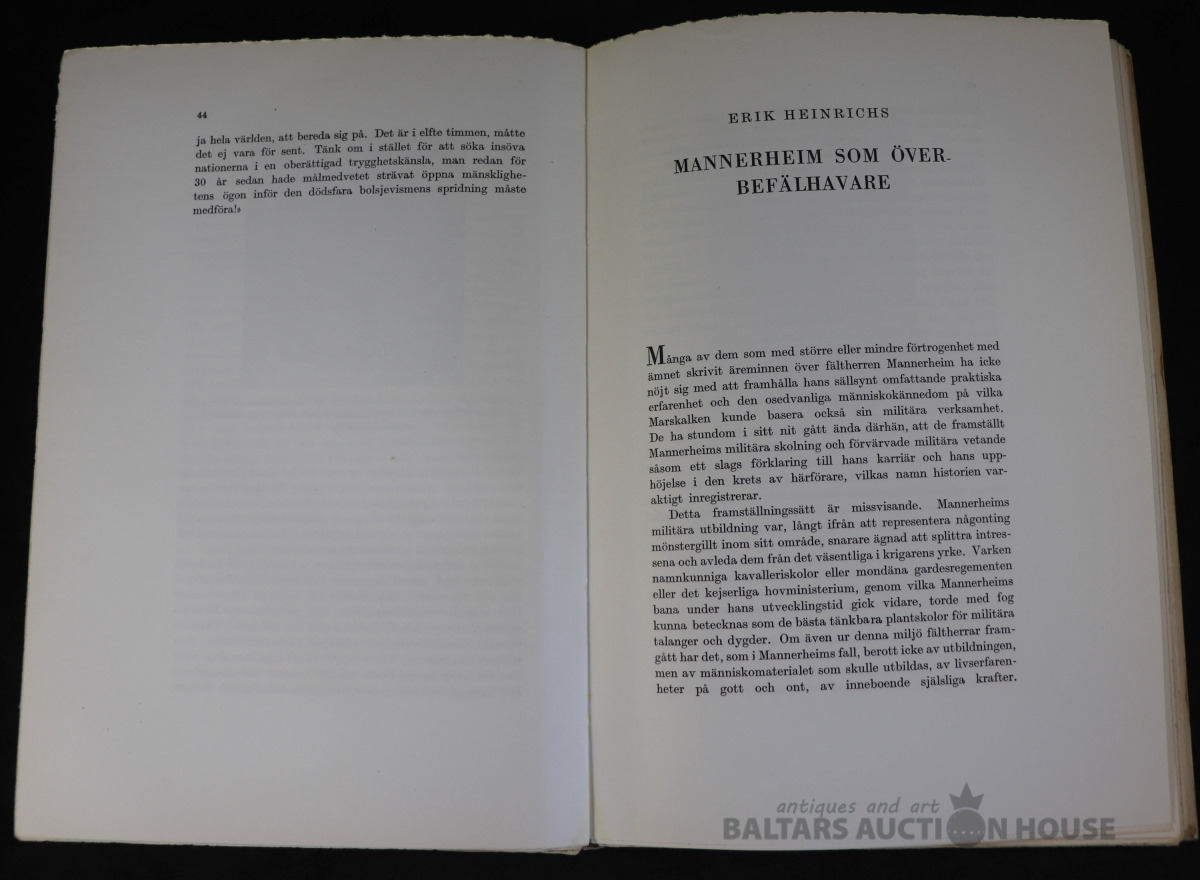 44
ja hela världen, att bereda sig på. Det är i elfte timmen, måtte
det ej vara för sent. Tänk om i stället för att söka insöva
nationerna i en oberättigad trygghetskänsla, man redan för
30 år sedan hade målmedvetet strävat öppna mänsklighe-
tens ögon inför den dödsfara bolsjevismens spridning måste
medföra!»
ERIK HEINRICHS
MANNERHEIM SOM ÖVER-
BEFÄLHAVARE
Många av dem som med större eller mindre förtrogenhet med
ämnet skrivit äreminnen över fältherren Mannerheim ha icke
nöjt sig med att framhålla hans sällsynt omfattande praktiska
erfarenhet och den osedvanliga människokännedom på vilka
Marskalken kunde basera också sin militära verksamhet.
De ha stundom i sitt nit gått ända därhän, att de framställt
Mannerheims militära skolning och förvärvade militära vetande
såsom ett slags förklaring till hans karriär och hans upp-
höjelse i den krets av härförare, vilkas namn historien var-
aktigt inregistrerar.
Detta framställningssätt är missvisande. Mannerheims
militära utbildning var, långt ifrån att representera någonting
mönstergillt inom sitt område, snarare ägnad att splittra intres-
sena och avleda dem från det väsentliga i krigarens yrke. Varken
namnkunniga kavalleriskolor eller mondäna gardesregementen
eller det kejserliga hovministerium, genom vilka Mannerheims
bana under hans utvecklingstid gick vidare, torde med fog
kunna betecknas som de bästa tänkbara plantskolor för militära
talanger och dygder. Om även ur denna miljö fältherrar fram-
gått har det, som i Mannerheims fall, berott icke av utbildningen,
men av människomaterialet som skulle utbildas, av livserfaren-
heter på gott och ont, av inneboende själsliga krafter.
antiques and art
BALTARS AUCTION HOUSE